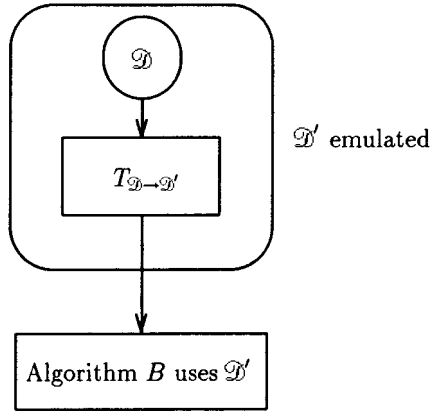 𝒟
𝒟′ emulated
T𝒟→𝒟′
Algorithm B uses 𝒟′